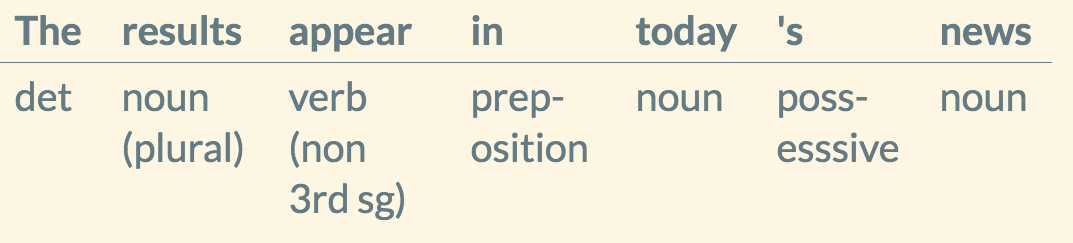 The results appear in today 's news
det noun verb prep- noun poss- noun
(plural) (non osition esssive
3rd sg)